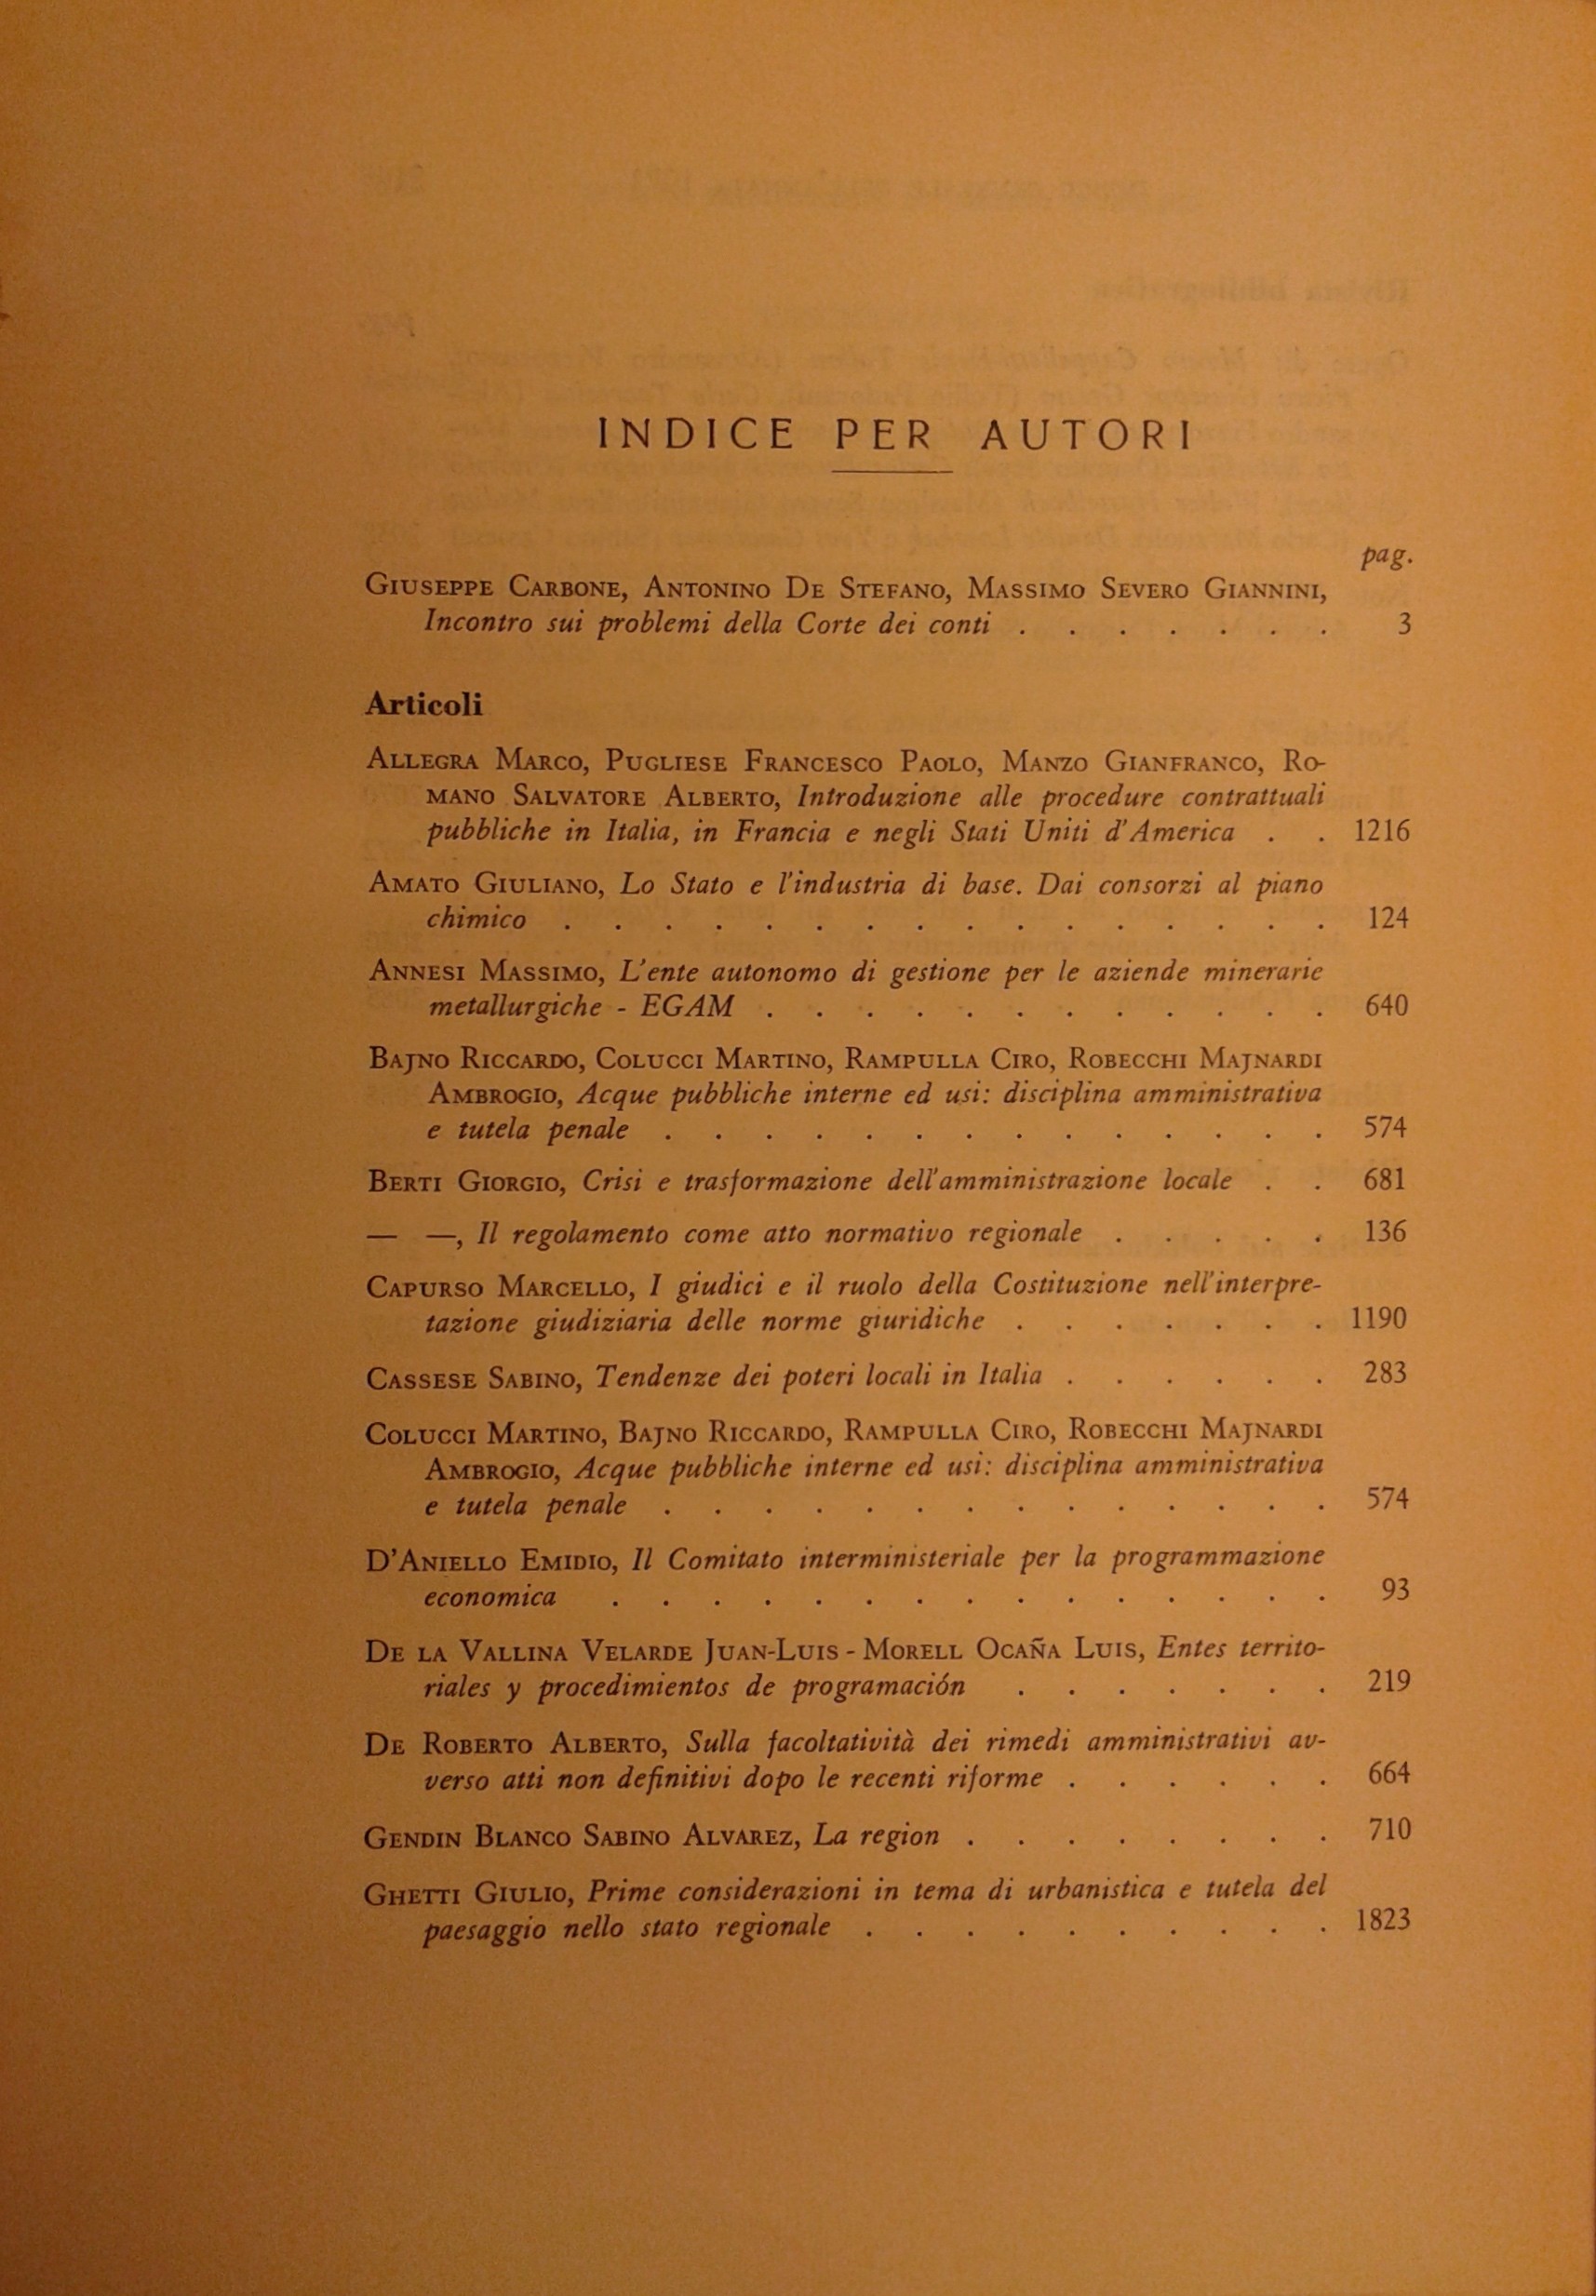 INDICE PER AUTORI
pag.
GIUSEPPE CARBONE, ANTONINO DE STEFANO, MASSIMO SEVERO GIANNINI,
Incontro sui problemi della Corte dei conti . . . . . . . 3
Articoli
ALLEGRA MARCO, PUGLIESE FRANCESCO PAOLO, MANZO GIANFRANCO, RO-
MANO SALVATORE ALBERTO, Introduzione alle procedure contrattuali
pubbliche in Italia, in Francia e negli Stati Uniti d'America . . 1216
AMATO GIULIANO, Lo Stato e l'industria di base. Dai consorzi al piano
chimico . . . . . . . . . . . . . . . . 124
ANNESI MASSIMO, L'ente autonomo di gestione per le aziende minerarie
metallurgiche - EGAM . . . . . . . . . . . . 640
BAJNO RICCARDO, COLUCCI MARTINO, RAMPULLA CIRO, ROBECCHI MAJNARDI
AMBROGIO, Acque pubbliche interne ed usi: disciplina amministrativa
e tutela penale . . . . . . . . . . . . . . 574
BERTI GIORGIO, Crisi e trasformazione dell'amministrazione locale . . 681
— —, Il regolamento come atto normativo regionale . . . . . 136
CAPURSO MARCELLO, I giudici e il ruolo della Costituzione nell'interpre-
tazione giudiziaria delle norme giuridiche . . . . . . . 1190
CASSESE SABINO, Tendenze dei poteri locali in Italia . . . . . . 283
COLUCCI MARTINO, BAJNO RICCARDO, RAMPULLA CIRO, ROBECCHI MAJNARDI
AMBROGIO, Acque pubbliche interne ed usi: disciplina amministrativa
e tutela penale . . . . . . . . . . . . . . 574
D'ANIELLO EMIDIO, Il Comitato interministeriale per la programmazione
economica . . . . . . . . . . . . . . . 93
DE LA VALLINA VELARDE JUAN-LUIS - MORELL OCAÑA LUIS, Entes territo-
riales y procedimientos de programación . . . . . . . 219
DE ROBERTO ALBERTO, Sulla facoltatività dei rimedi amministrativi av-
verso atti non definitivi dopo le recenti riforme . . . . . . 664
GENDIN BLANCO SABINO ALVAREZ, La region . . . . . . . . 710
GHETTI GIULIO, Prime considerazioni in tema di urbanistica e tutela del
paesaggio nello stato regionale . . . . . . . . . . 1823